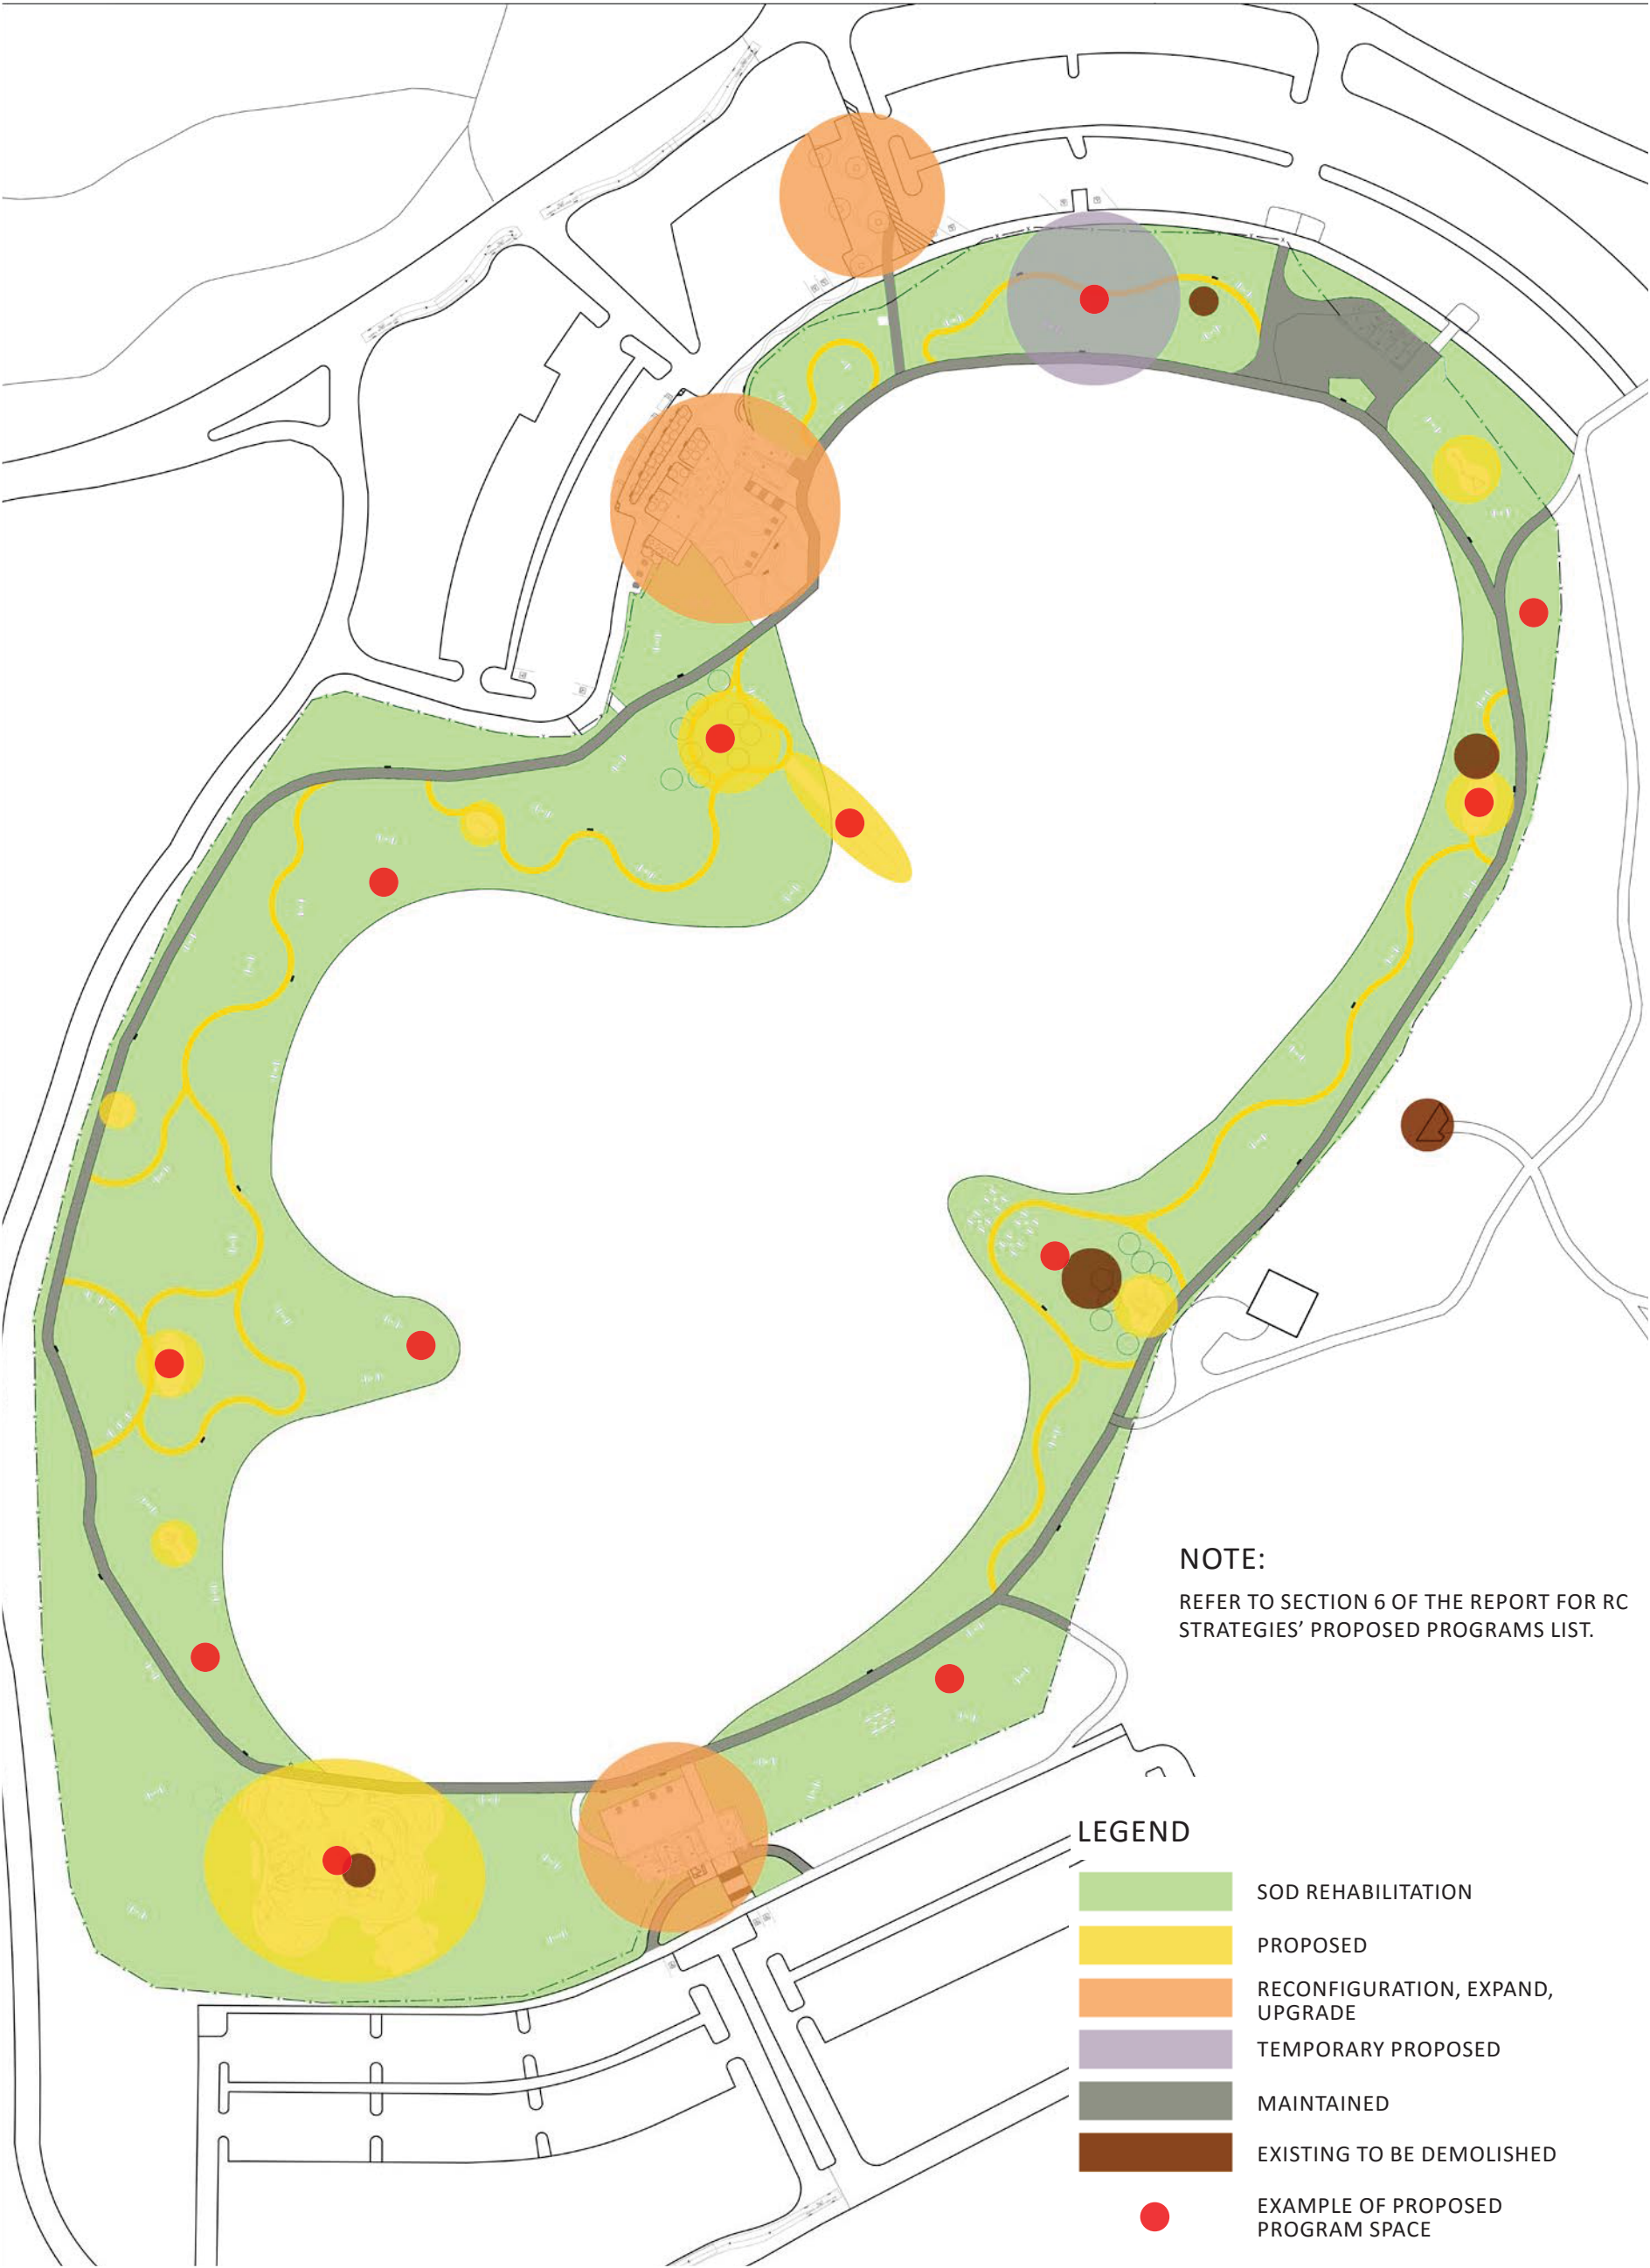 NOTE:
REFER TO SECTION 6 OF THE REPORT FOR RC
STRATEGIES’ PROPOSED PROGRAMS LIST.
LEGEND
SOD REHABILITATION
PROPOSED
RECONFIGURATION, EXPAND,
UPGRADE
TEMPORARY PROPOSED
MAINTAINED
EXISTING TO BE DEMOLISHED
EXAMPLE OF PROPOSED
PROGRAM SPACE